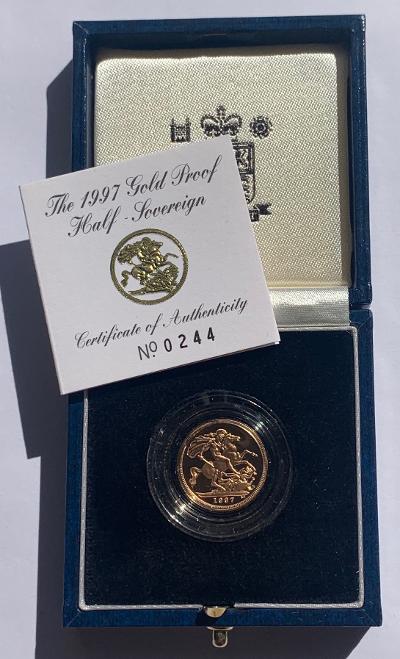 The 1997 Gold Proof
Half-Sovereign
Certificate of Authenticity
No 0244
1997